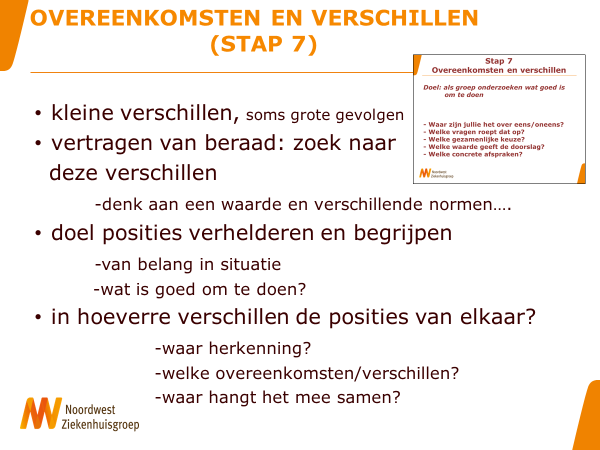 OVEREENKOMSTEN EN VERSCHILLEN
(STAP 7)
Stap 7
Overeenkomsten en verschillen
Doel: als groep onderzoeken wat goed is
om te doen
- Waar zijn jullie het over eens/oneens?
- Welke vragen roept dat op?
- Welke gezamenlijke keuze?
- Welke waarde geeft de doorslag?
- Welke concrete afspraken?
Noordwest
Ziekenhuisgroep
• kleine verschillen, soms grote gevolgen
• vertragen van beraad: zoek naar
deze verschillen
-denk aan een waarde en verschillende normen....
• doel posities verhelderen en begrijpen
-van belang in situatie
-wat is goed om te doen?
• in hoeverre verschillen de posities van elkaar?
-waar herkenning?
-welke overeenkomsten/verschillen?
-waar hangt het mee samen?
Noordwest
Ziekenhuisgroep